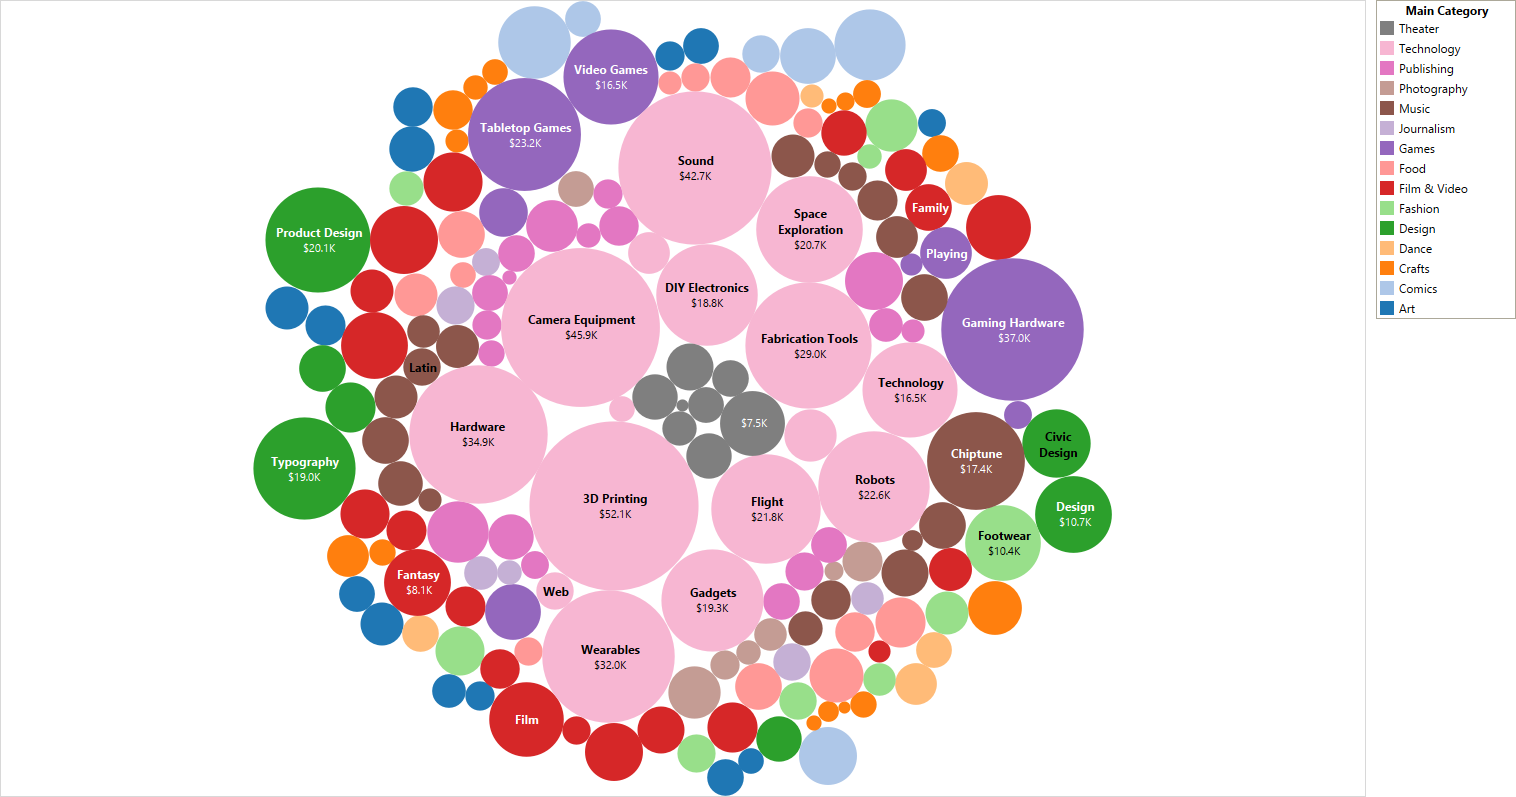 Main Category
Theater
Technology
Publishing
Photography
Music
Journalism
Games
Food
Film & Video
Fashion
Design
Dance
Crafts
Comics
Art
Video Games
$16.5K
Tabletop Games
$23.2K
Sound
$42.7K
Space
Exploration
$20.7K
Family
Product Design
$20.1K
Playing
DIY Electronics
$18.8K
Camera Equipment
$45.9K
Gaming Hardware
$37.0K
Fabrication Tools
$29.0K
Latin
Technology
$16.5K
$7.5K
Hardware
$34.9K
Civic
Design
Chiptune
$17.4K
Typography
$19.0K
Robots
$22.6K
3D Printing
$52.1K
Flight
$21.8K
Design
$10.7K
Footwear
$10.4K
Fantasy
$8.1K
Web
Gadgets
$19.3K
Wearables
$32.0K
Film